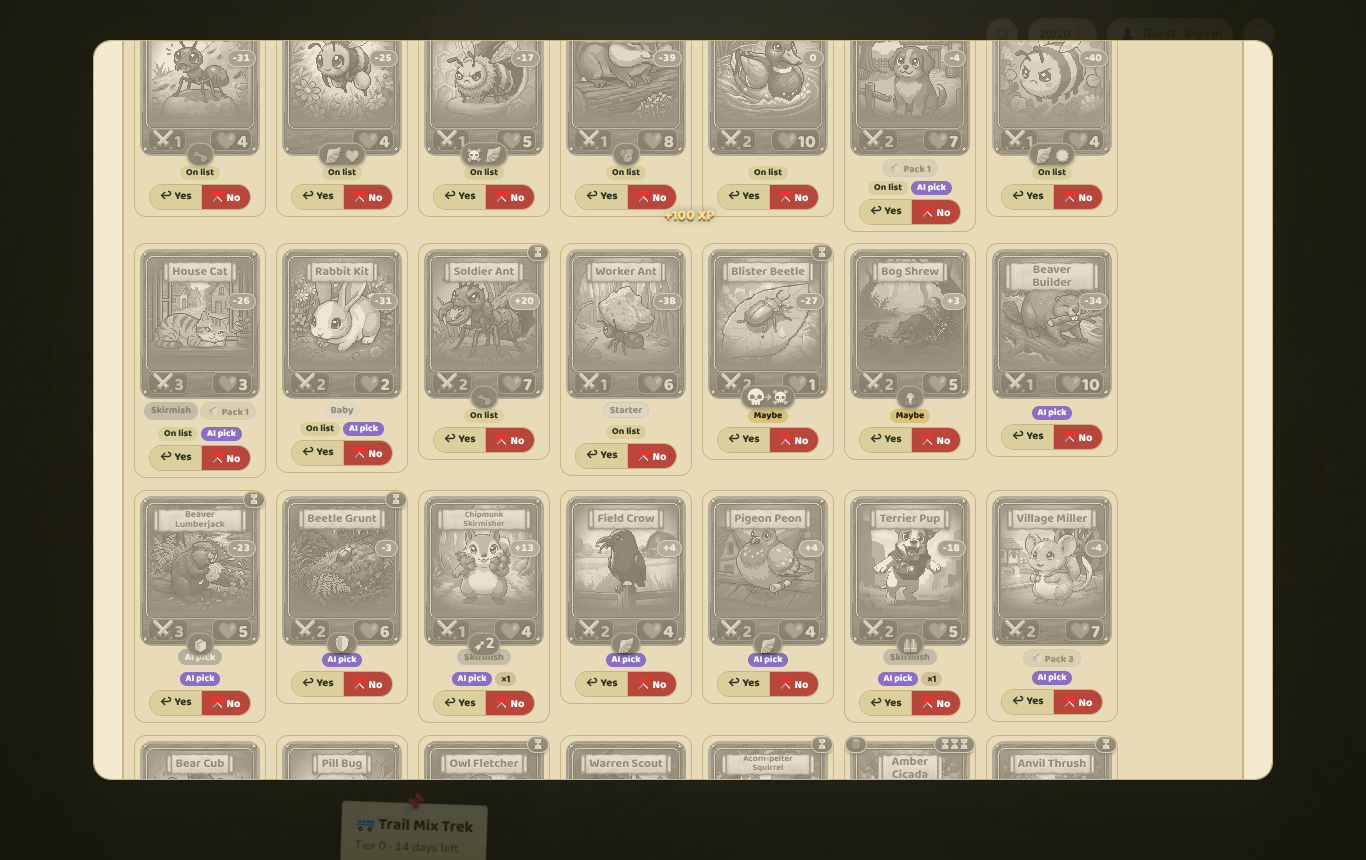 30/20
Guest · Sign in
-31
-25
-17
-39
0
-4
-40
1 4
4
1 5
1 8
2 10
2 7
1 4
On list
On list
On list
On list
On list
Pack 1
On list AI pick
On list
Yes No
Yes No
Yes No
Yes No
Yes No
Yes No
Yes No
+100 XP
House Cat
-26
3 3
Skirmish Pack 1
On list AI pick
Yes No
Rabbit Kit
-31
2 2
Baby
On list AI pick
Yes No
Soldier Ant
+20
2 7
On list
Yes No
Worker Ant
-38
1 6
Starter
On list
Yes No
Blister Beetle
-27
2 1
Maybe
Yes No
Bog Shrew
+3
2 5
Maybe
Yes No
Beaver
Builder
-34
1 10
AI pick
Yes No
Beaver
Lumberjack
-23
3 5
AI pick
AI pick
Yes No
Beetle Grunt
-3
2 6
AI pick
Yes No
Chipmunk
Skirmisher
+13
1 2 4
Skirmish
AI pick x1
Yes No
Field Crow
+4
2 4
AI pick
Yes No
Pigeon Peon
+4
2 4
AI pick
Yes No
Terrier Pup
-18
2 5
Skirmish
AI pick x1
Yes No
Village Miller
-4
2 7
Pack 3
AI pick
Yes No
Bear Cub
Pill Bug
Owl Fletcher
Warren Scout
Acorn-pelter
Squirrel
Amber
Cicada
Anvil Thrush
Trail Mix Trek
Tier 0 · 14 days left